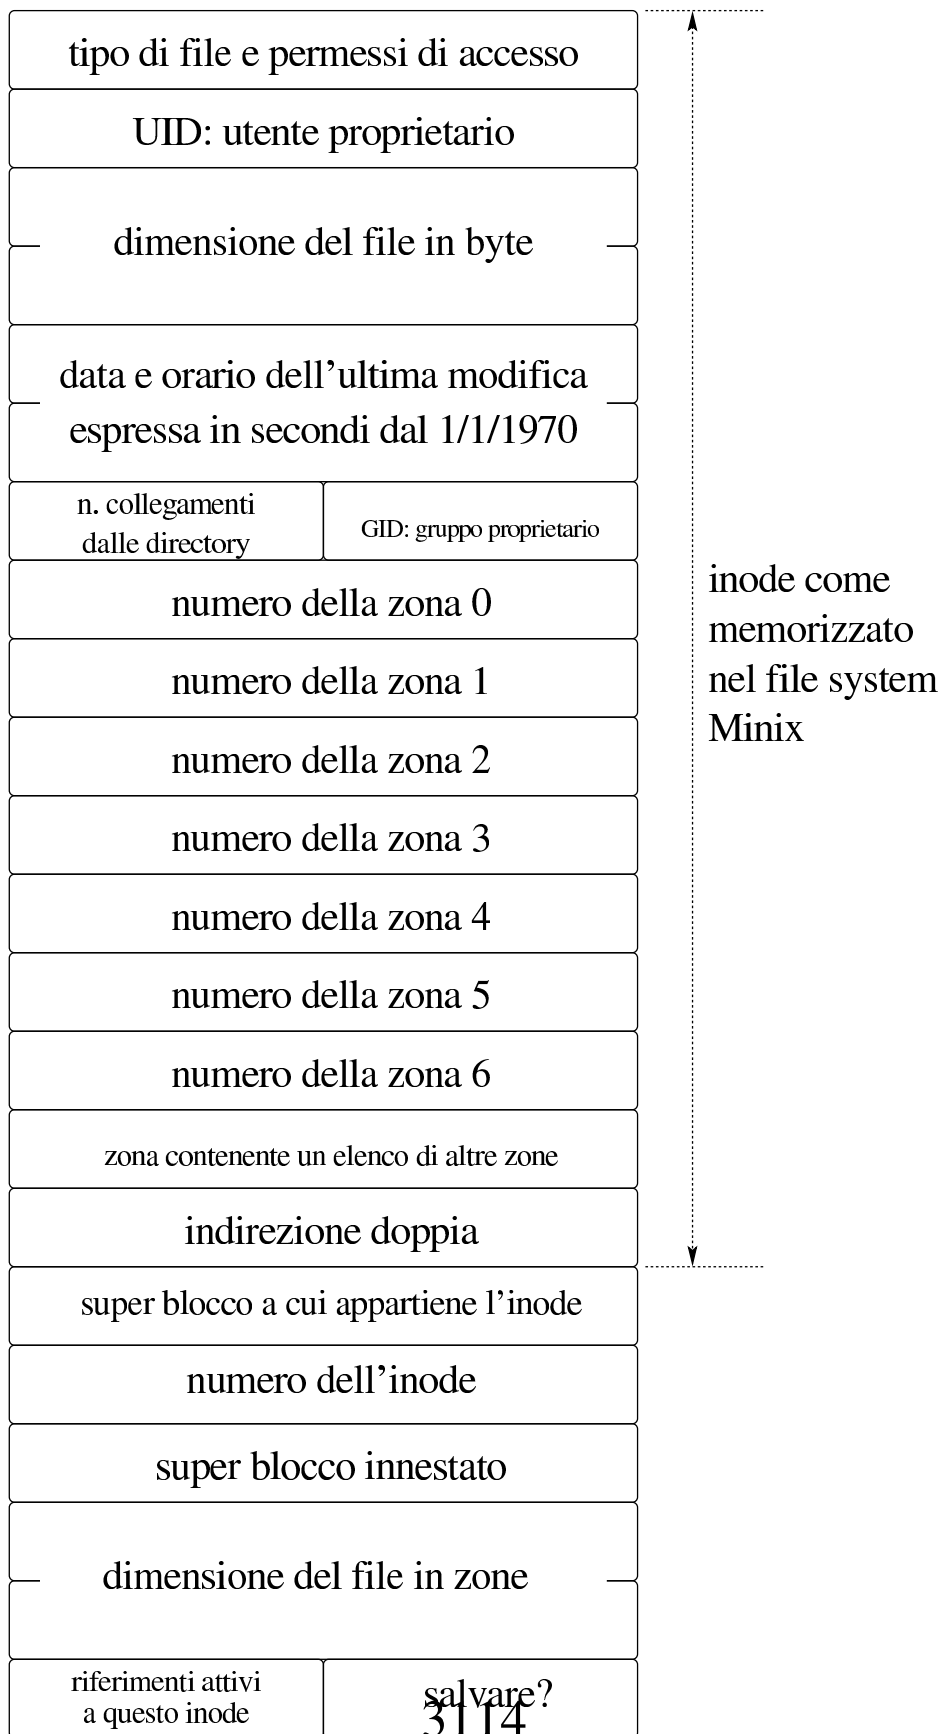 tipo di file e permessi di accesso
UID: utente proprietario
dimensione del file in byte
data e orario dell’ultima modifica
espressa in secondi dal 1/1/1970
n. collegamenti
dalle directory
GID: gruppo proprietario
numero della zona 0
numero della zona 1
numero della zona 2
numero della zona 3
numero della zona 4
numero della zona 5
numero della zona 6
zona contenente un elenco di altre zone
indirezione doppia
inode come
memorizzato
nel file system
Minix
super blocco a cui appartiene l’inode
numero dell’inode
super blocco innestato
dimensione del file in zone
riferimenti attivi
a questo inode
salvare?
3114